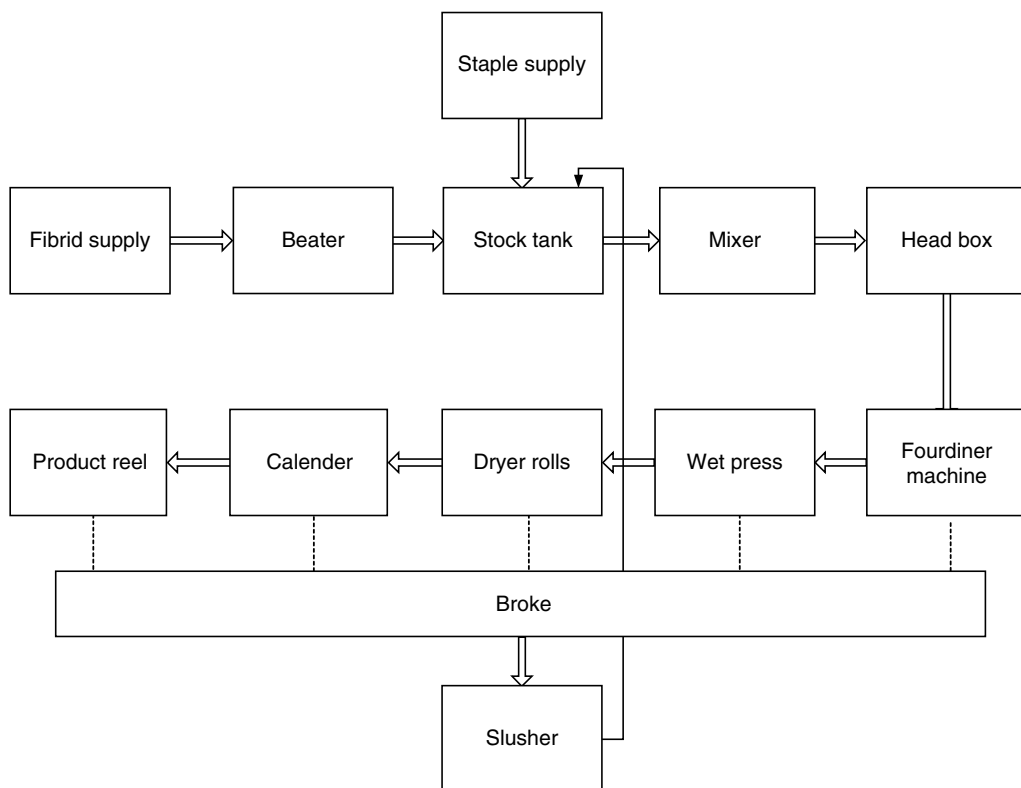 Staple supply
Fibrid supply
Beater
Stock tank
Mixer
Head box
Product reel
Calender
Dryer rolls
Wet press
Fourdiner
machine
Broke
Slusher